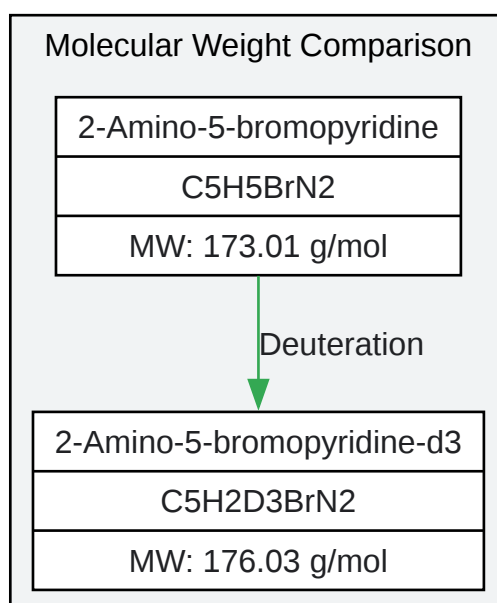 Molecular Weight Comparison
2-Amino-5-bromopyridine
C5H5BrN2
MW: 173.01 g/mol
Deuteration
2-Amino-5-bromopyridine-d3
C5H2D3BrN2
MW: 176.03 g/mol